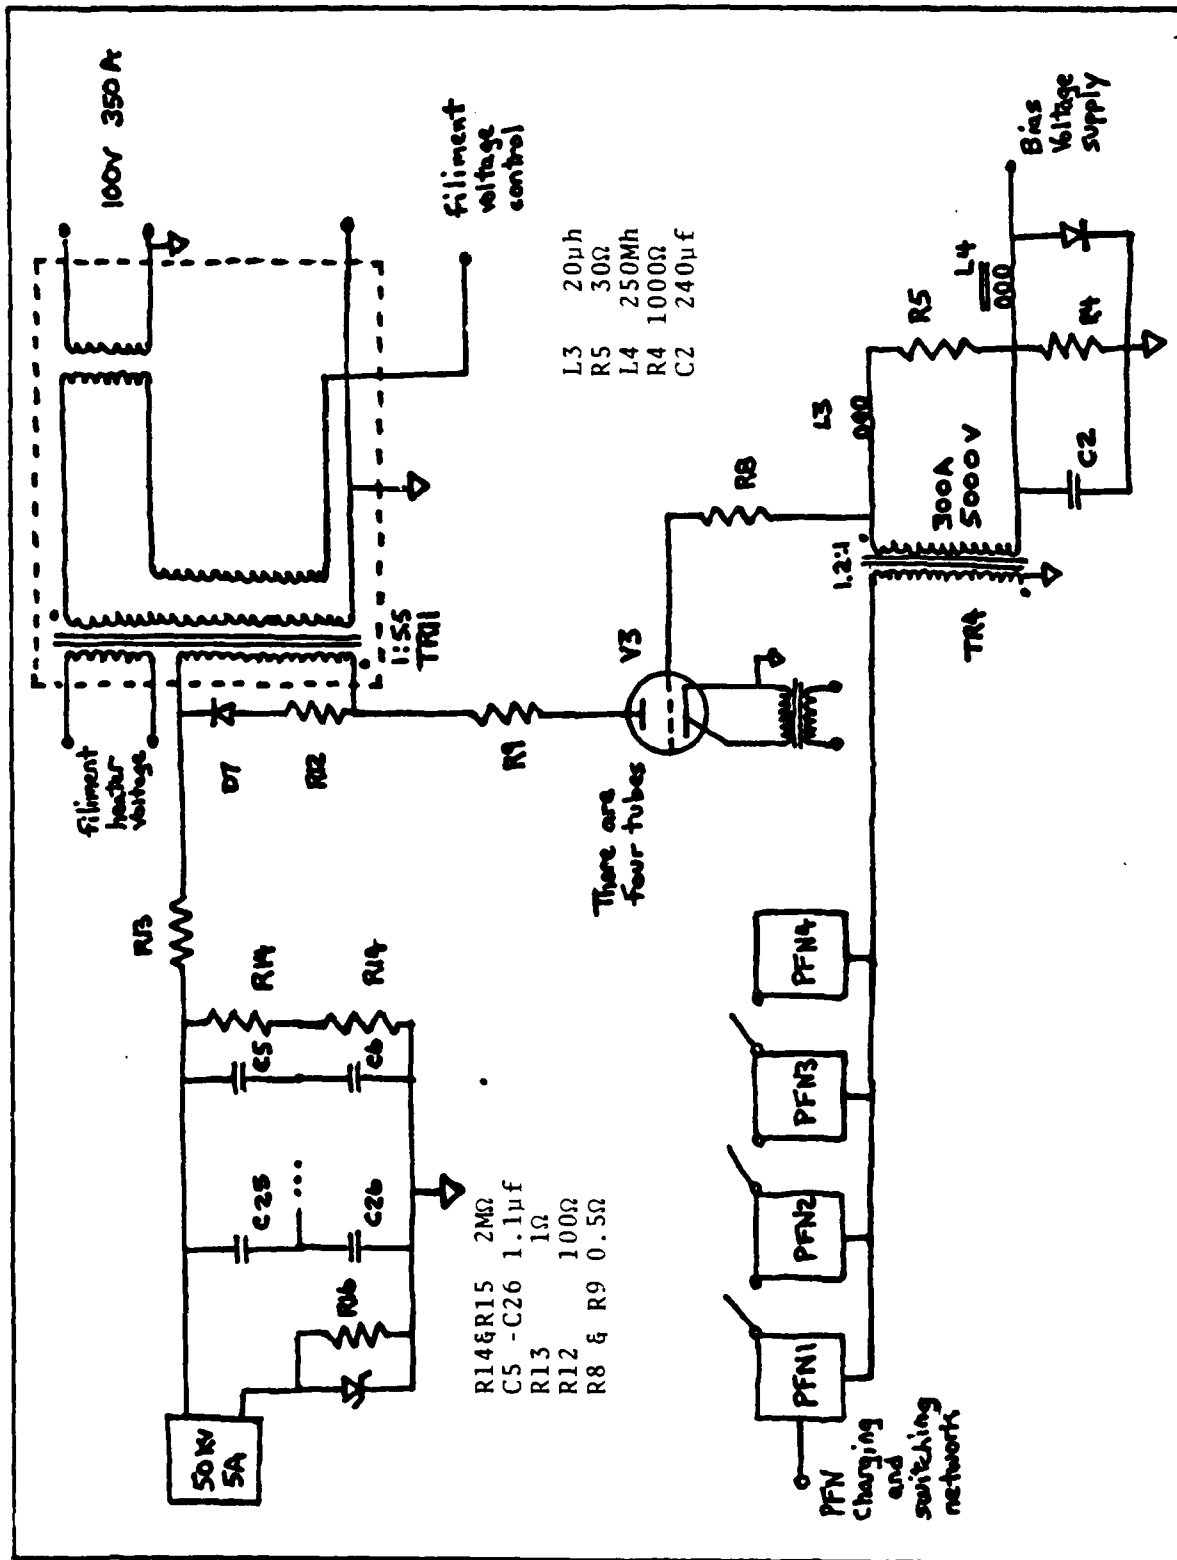 100V 350A
Filiment
voltage
control
Filiment
heater
voltage
1:55
TR11
D7
R12
R13
R14
R14
C5
C6
C25
...
C26
R16
50KV
5A
R9
V3
There are
four tubes
R8
R14&R15 2MΩ
C5 -C26 1.1μf
R13 1Ω
R12 100Ω
R8 & R9 0.5Ω
L3 20μh
R5 30Ω
L4 250Mh
R4 1000Ω
C2 240μf
L3
R5
L4
R4
C2
300A
5000V
1.2:1
TR4
Bias
Voltage
supply
PFN1
PFN2
PFN3
PFN4
PFN
Charging
and
switching
network